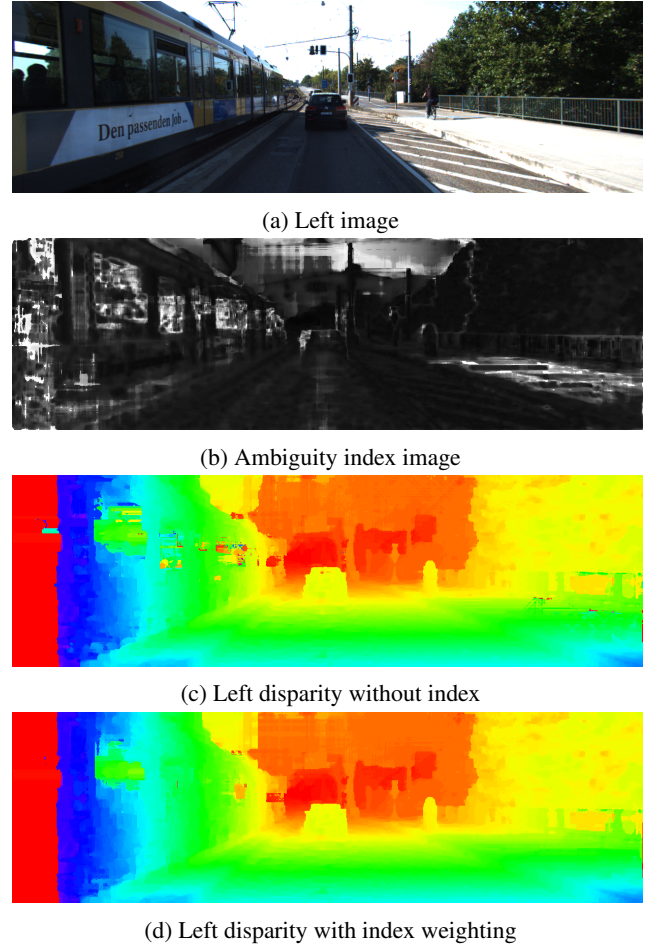 Den passenden Job...
(a) Left image
(b) Ambiguity index image
(c) Left disparity without index
(d) Left disparity with index weighting